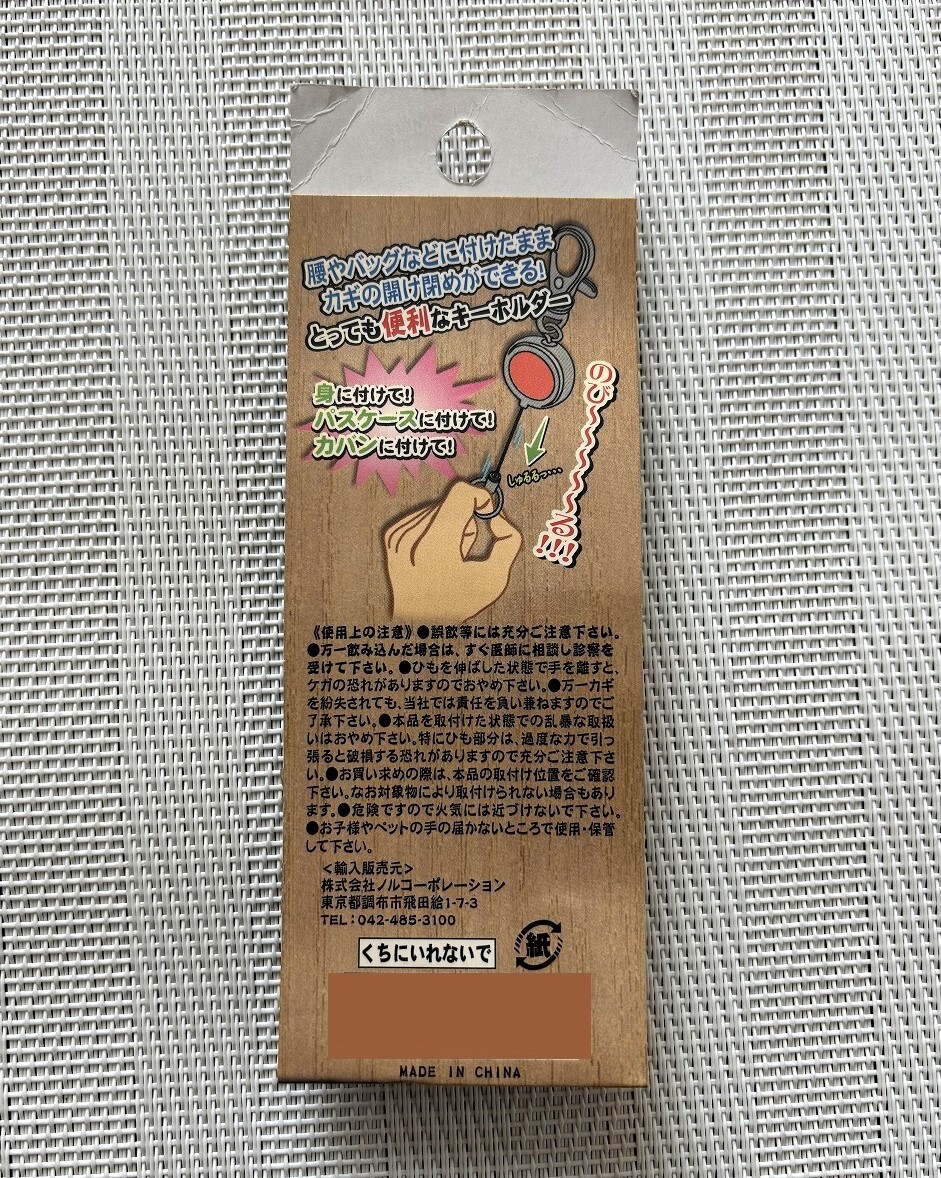 腰やバッグなどに付けたまま
カギの開け閉めができる!
とっても便利なキーホルダー
身に付けて!
パスケースに付けて!
カバンに付けて!
のび〜〜〜〜〜る!!!
しゅるるっ…
《使用上の注意》●誤飲等には充分ご注意下さい。
●万一飲み込んだ場合は、すぐ医師に相談し診察を
受けて下さい。●ひもを伸ばした状態で手を離すと、
ケガの恐れがありますのでおやめ下さい。●万一カギ
を紛失されても、当社では責任を負い兼ねますのでご
了承下さい。●本品を取付けた状態での乱暴な取扱
いはおやめ下さい。特にひも部分は、過度な力で引っ
張ると破損する恐れがありますので充分ご注意下さ
い。●お買い求めの際は、本品の取付け位置をご確認
下さい。なお対象物により取付けられない場合もあり
ます。●危険ですので火気には近づけないで下さい。
●お子様やペットの手の届かないところで使用・保管
して下さい。
<輸入販売元>
株式会社ノルコーポレーション
東京都調布市飛田給1-7-3
TEL:042-485-3100
くちにいれないで
紙
MADE IN CHINA